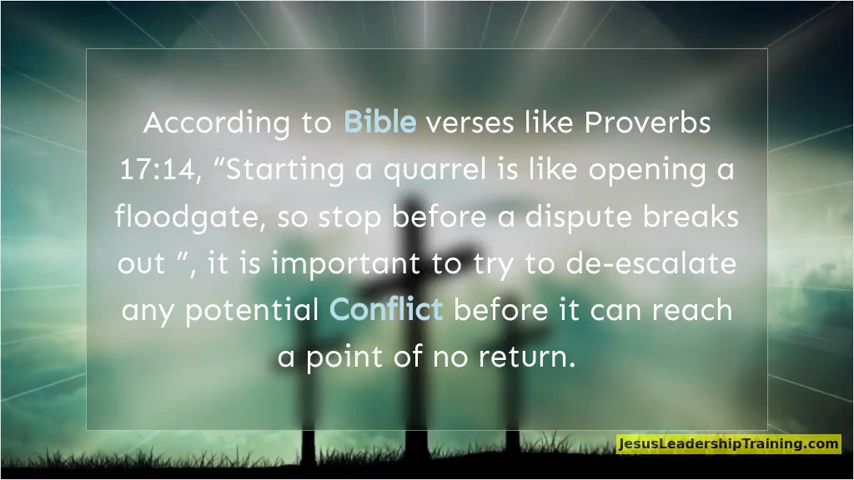 According to Bible verses like Proverbs
17:14, “Starting a quarrel is like opening a
floodgate, so stop before a dispute breaks
out ”, it is important to try to de-escalate
any potential Conflict before it can reach
a point of no return.
JesusLeadershipTraining.com